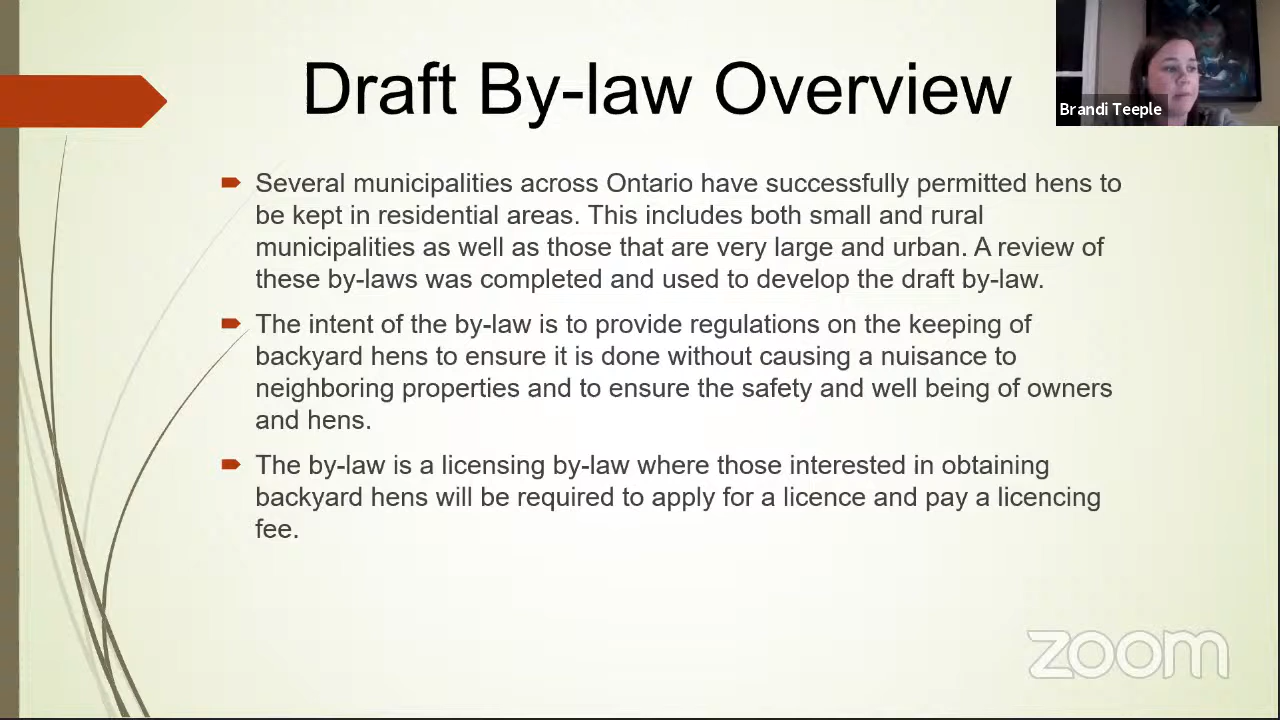 Draft By-law Overview
Brandi Teeple
Several municipalities across Ontario have successfully permitted hens to
be kept in residential areas. This includes both small and rural
municipalities as well as those that are very large and urban. A review of
these by-laws was completed and used to develop the draft by-law.
The intent of the by-law is to provide regulations on the keeping of
backyard hens to ensure it is done without causing a nuisance to
neighboring properties and to ensure the safety and well being of owners
and hens.
The by-law is a licensing by-law where those interested in obtaining
backyard hens will be required to apply for a licence and pay a licencing
fee.
zoom